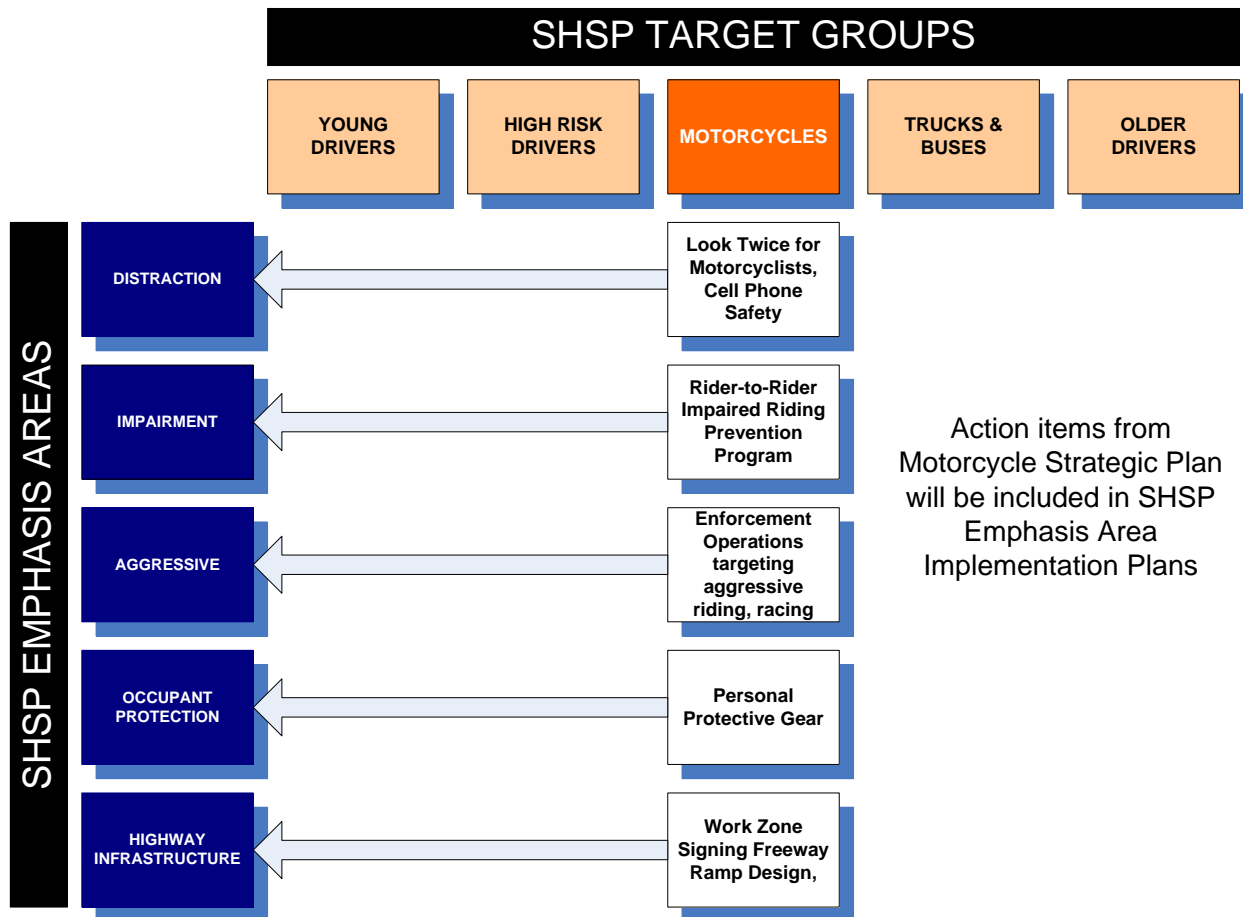 SHSP TARGET GROUPS
YOUNG
DRIVERS
HIGH RISK
DRIVERS
MOTORCYCLES
TRUCKS &
BUSES
OLDER
DRIVERS
SHSP EMPHASIS AREAS
DISTRACTION
Look Twice for
Motorcyclists,
Cell Phone
Safety
IMPAIRMENT
Rider-to-Rider
Impaired Riding
Prevention
Program
AGGRESSIVE
Enforcement
Operations
targeting
aggressive
riding, racing
OCCUPANT
PROTECTION
Personal
Protective Gear
HIGHWAY
INFRASTRUCTURE
Work Zone
Signing Freeway
Ramp Design,
Action items from
Motorcycle Strategic Plan
will be included in SHSP
Emphasis Area
Implementation Plans